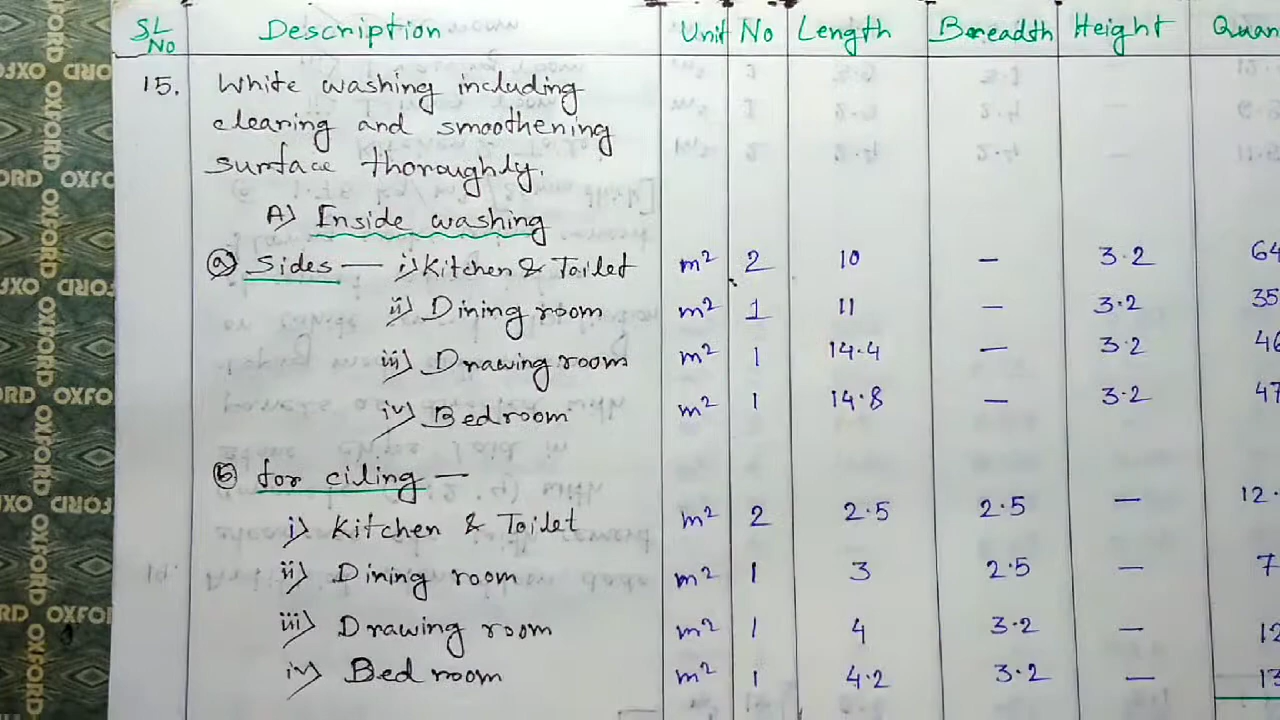 SL No Description Unit No Length Breadth Height Quan
15. White washing including
clearing and smoothening
surface thoroughly.
A) Inside washing
a) Sides — i) Kitchen & Toilet m² 2 10 — 3.2 64
ii) Dining room m² 1 11 — 3.2 35
iii) Drawing room m² 1 14.4 — 3.2 46
iv) Bedroom m² 1 14.8 — 3.2 47
b) for ciling —
i) Kitchen & Toilet m² 2 2.5 2.5 — 12.
ii) Dining room m² 1 3 2.5 — 7
iii) Drawing room m² 1 4 3.2 — 12
iv) Bed room m² 1 4.2 3.2 — 13
OXFORD OXFORD OXFORD OXFORD